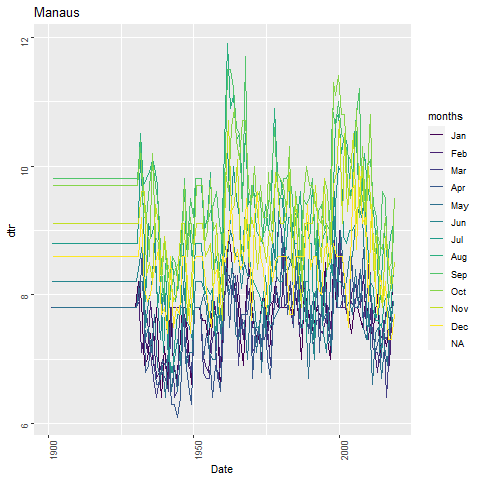 Manaus
12
10
8
6
dtr
1900
1950
2000
Date
months
Jan
Feb
Mar
Apr
May
Jun
Jul
Aug
Sep
Oct
Nov
Dec
NA